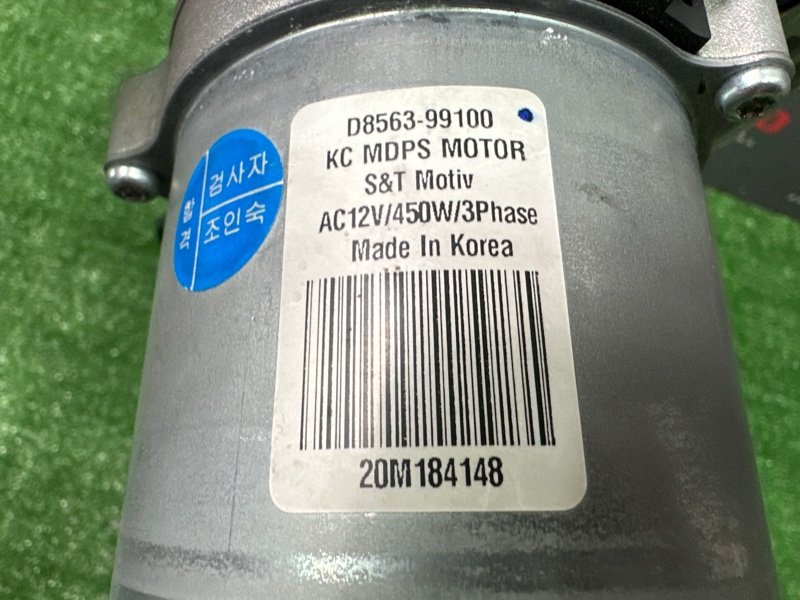 D8563-99100
KC MDPS MOTOR
S&T Motiv
AC12V/450W/3Phase
Made In Korea
20M184148
합격
검사자
조인숙